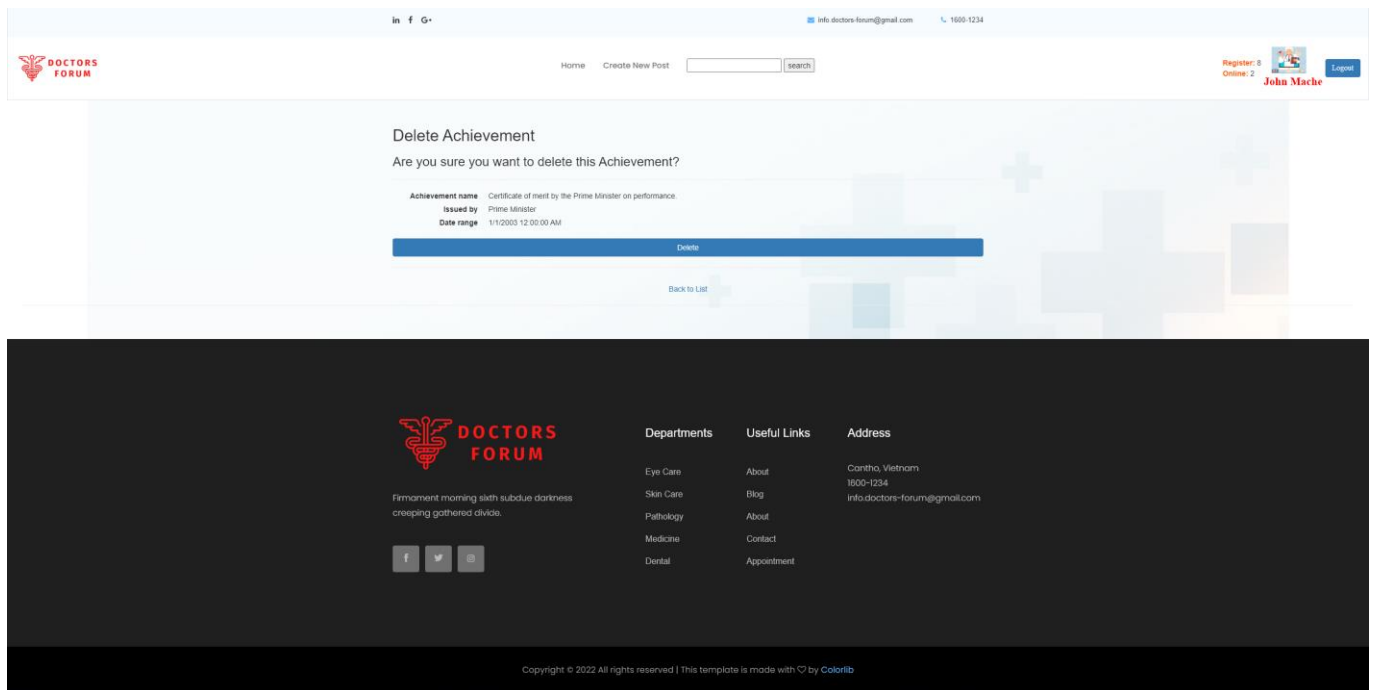 in f G+
info.doctors-forum@gmail.com
1600-1234
DOCTORS
FORUM
Home
Create New Post
search
Register: 8
Online: 2
John Mache
Logout
Delete Achievement
Are you sure you want to delete this Achievement?
Achievement name Certificate of merit by the Prime Minister on performance.
Issued by Prime Minister
Date range 1/1/2003 12:00:00 AM
Delete
Back to List
DOCTORS
FORUM
Firmament morning sixth subdue darkness
creeping gathered divide.
f
Departments
Eye Care
Skin Care
Pathology
Medicine
Dental
Useful Links
About
Blog
About
Contact
Appointment
Address
Cantho, Vietnam
1600-1234
info.doctors-forum@gmail.com
Copyright © 2022 All rights reserved | This template is made with ♡ by Colorlib